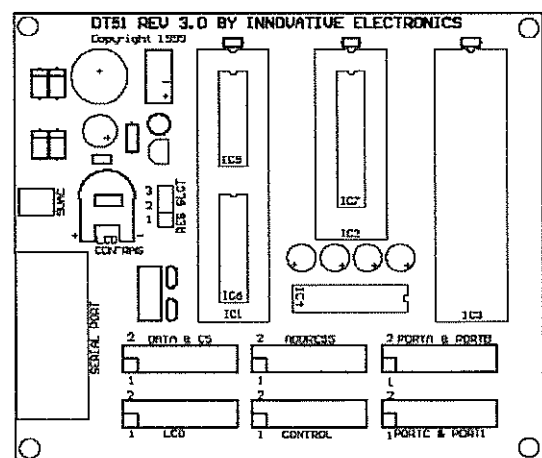 DT51 REV 3.0 BY INNOVATIVE ELECTRONICS
Copyright 1999
IC5
IC7
3
2
1
REG SLCT
9VAC
+ -
LCD
CONTRAS
IC2
IC4
IC6
IC1
IC3
SERIAL PORT
2 DATA & CS
1
2 ADDRESS
1
2 PORTA & PORTB
1
2
1 LCD
2
1 CONTROL
2
1 PORTC & PORT1